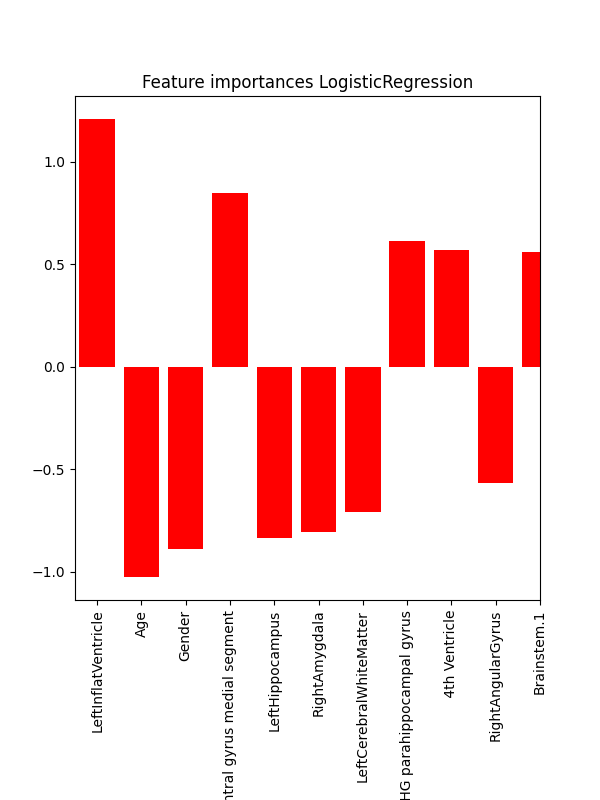 Feature importances LogisticRegression
1.0
0.5
0.0
−0.5
−1.0
LeftInflatVentricle
Age
Gender
ntral gyrus medial segment
LeftHippocampus
RightAmygdala
LeftCerebralWhiteMatter
HG parahippocampal gyrus
4th Ventricle
RightAngularGyrus
Brainstem.1